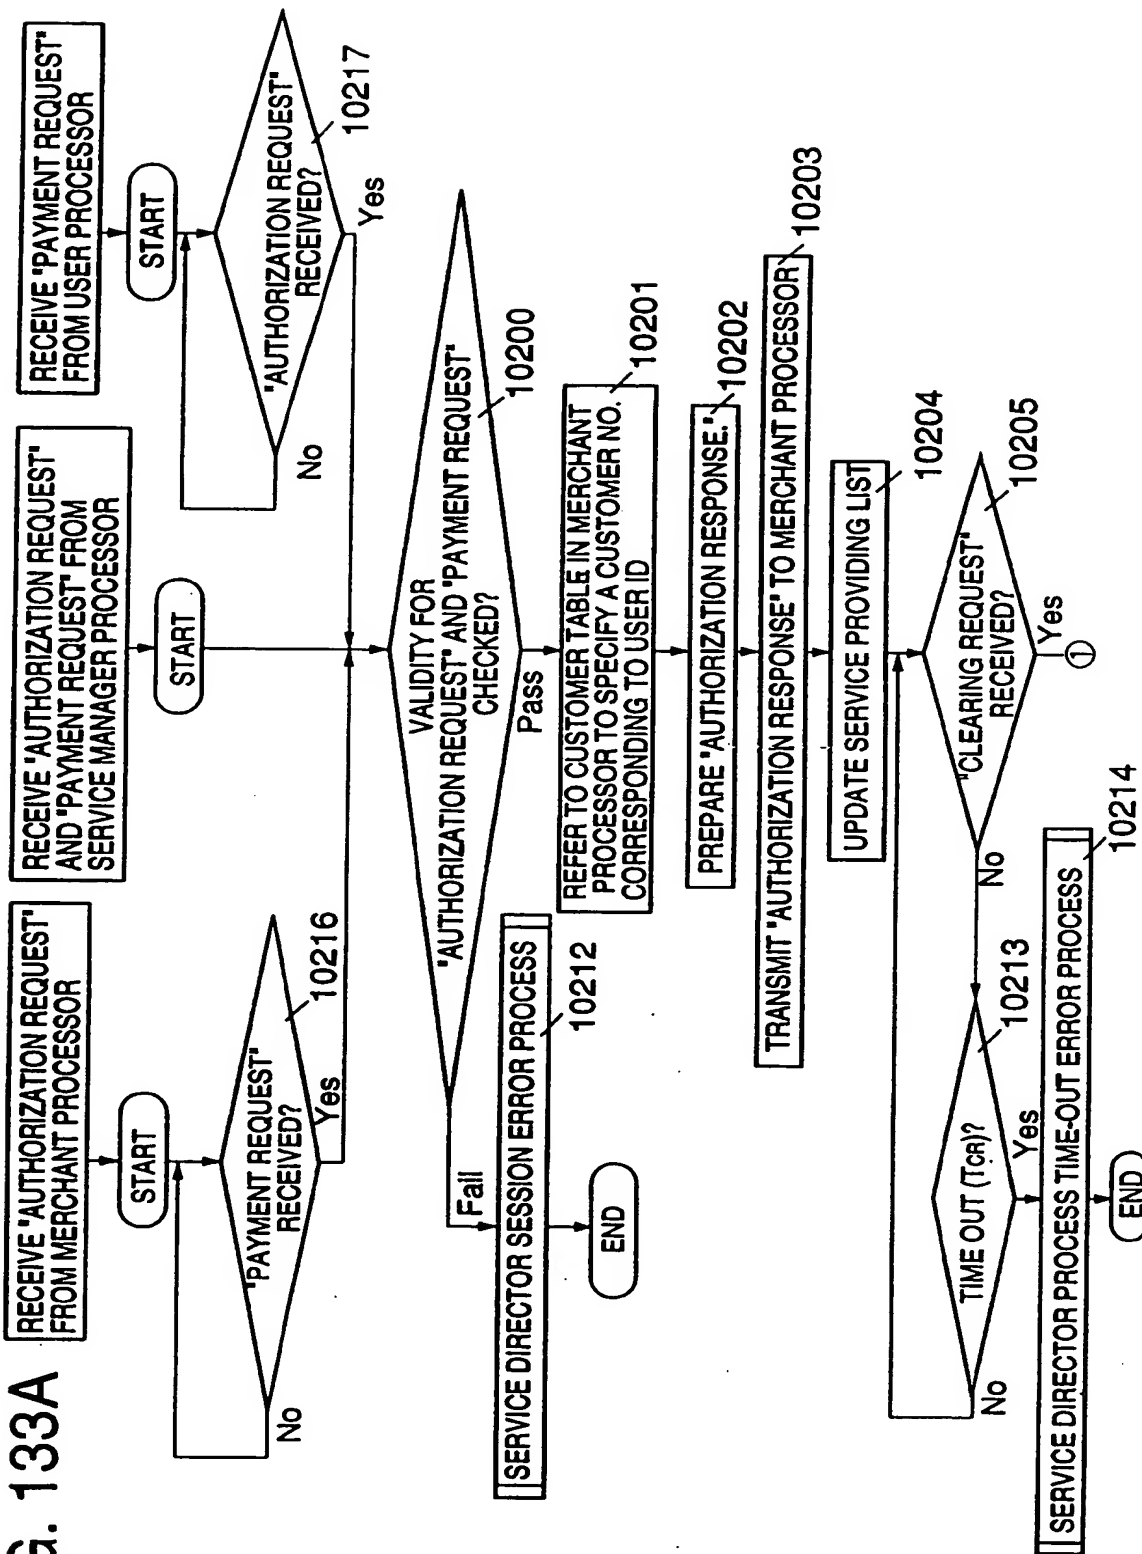 G. 133A
RECEIVE "AUTHORIZATION REQUEST"
FROM MERCHANT PROCESSOR
START
"PAYMENT REQUEST"
RECEIVED?
10216
No
Yes
RECEIVE "AUTHORIZATION REQUEST"
AND "PAYMENT REQUEST" FROM
SERVICE MANAGER PROCESSOR
START
RECEIVE "PAYMENT REQUEST"
FROM USER PROCESSOR
START
"AUTHORIZATION REQUEST"
RECEIVED?
10217
No
Yes
VALIDITY FOR
"AUTHORIZATION REQUEST" AND "PAYMENT REQUEST"
CHECKED?
10200
Fail
Pass
SERVICE DIRECTOR SESSION ERROR PROCESS
10212
END
REFER TO CUSTOMER TABLE IN MERCHANT
PROCESSOR TO SPECIFY A CUSTOMER NO.
CORRESPONDING TO USER ID
10201
PREPARE "AUTHORIZATION RESPONSE."
10202
TRANSMIT "AUTHORIZATION RESPONSE" TO MERCHANT PROCESSOR
10203
UPDATE SERVICE PROVIDING LIST
10204
"CLEARING REQUEST"
RECEIVED?
10205
No
Yes
1
TIME OUT (TCR)?
10213
No
Yes
SERVICE DIRECTOR PROCESS TIME-OUT ERROR PROCESS
10214
END